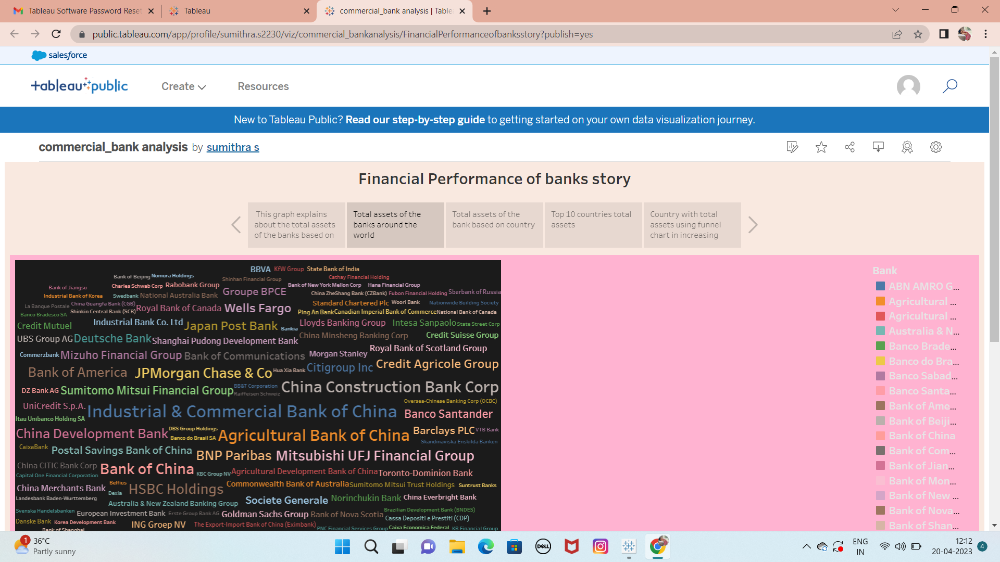 Tableau Software Password Reset
Tableau
commercial_bank analysis | Table
public.tableau.com/app/profile/sumithra.s2230/viz/commercial_bankanalysis/FinancialPerformanceofbanksstory?publish=yes
salesforce
tableau public
Create
Resources
New to Tableau Public? Read our step-by-step guide to getting started on your own data visualization journey.
commercial_bank analysis by sumithra s
Financial Performance of banks story
This graph explains
about the total assets
of the banks based on
Total assets of the
banks around the
world
Total assets of the
bank based on country
Top 10 countries total
assets
Country with total
assets using funnel
chart in increasing
BBVA KfW Group State Bank of India
Bank of Beijing Nomura Holdings Shinhan Financial Group Cathay Financial Holding
Bank of Jiangsu Charles Schwab Corp Rabobank Group Groupe BPCE Bank of New York Mellon Corp Hana Financial Group
Industrial Bank of Korea Swedbank National Australia Bank China ZheShang Bank (CZBank) Fubon Financial Holding Sberbank of Russia
La Banque Postale China Guangfa Bank (CGB) Royal Bank of Canada Wells Fargo Standard Chartered Plc Woori Bank Nationwide Building Society
Banco Bradesco SA Shinkin Central Bank (SCB) Ping An Bank Canadian Imperial Bank of Commerce National Bank of Canada
Credit Mutuel Industrial Bank Co. Ltd Japan Post Bank Bankia Lloyds Banking Group Intesa Sanpaolo State Street Corp
UBS Group AG Deutsche Bank Shanghai Pudong Development Bank China Minsheng Banking Corp Credit Suisse Group
Commerzbank Mizuho Financial Group Bank of Communications Morgan Stanley Royal Bank of Scotland Group
Bank of America JPMorgan Chase & Co Hua Xia Bank Citigroup Inc Credit Agricole Group
DZ Bank AG Sumitomo Mitsui Financial Group BB&T Corporation Raiffeisen Schweiz China Construction Bank Corp
UniCredit S.p.A. Industrial & Commercial Bank of China Oversea-Chinese Banking Corp (OCBC)
Itau Unibanco Holding SA Banco Santander
China Development Bank DBS Group Holdings Banco do Brasil SA Agricultural Bank of China Barclays PLC VTB Bank
CaixaBank Postal Savings Bank of China Skandinaviska Enskilda Banken
BNP Paribas Mitsubishi UFJ Financial Group
China CITIC Bank Corp Bank of China KBC Group NV Agricultural Development Bank of China Toronto-Dominion Bank
Capital One Financial Corporation
China Merchants Bank Belfius Dexia HSBC Holdings Commonwealth Bank of Australia Sumitomo Mitsui Trust Holdings Suntrust Banks
Landesbank Baden-Wurttemberg Australia & New Zealand Banking Group Societe Generale Norinchukin Bank China Everbright Bank
Svenska Handelsbanken European Investment Bank Erste Group Bank AG Goldman Sachs Group Bank of Nova Scotia Brazilian Development Bank (BNDES)
Danske Bank Korea Development Bank ING Groep NV The Export-Import Bank of China (Eximbank) Cassa Depositi e Prestiti (CDP)
Bank of Shanghai PNC Financial Services Group Caixa Economica Federal KB Financial Group
Bank
ABN AMRO G...
Agricultural ...
Agricultural ...
Australia & N...
Banco Brade...
Banco do Bra...
Banco Sabad...
Banco Santa...
Bank of Ame...
Bank of Beiji...
Bank of China
Bank of Com...
Bank of Jian...
Bank of Mon...
Bank of New ...
Bank of Nova...
Bank of Shan...
1
36°C
Partly sunny
DELL
ENG
IN
12:12
20-04-2023
4